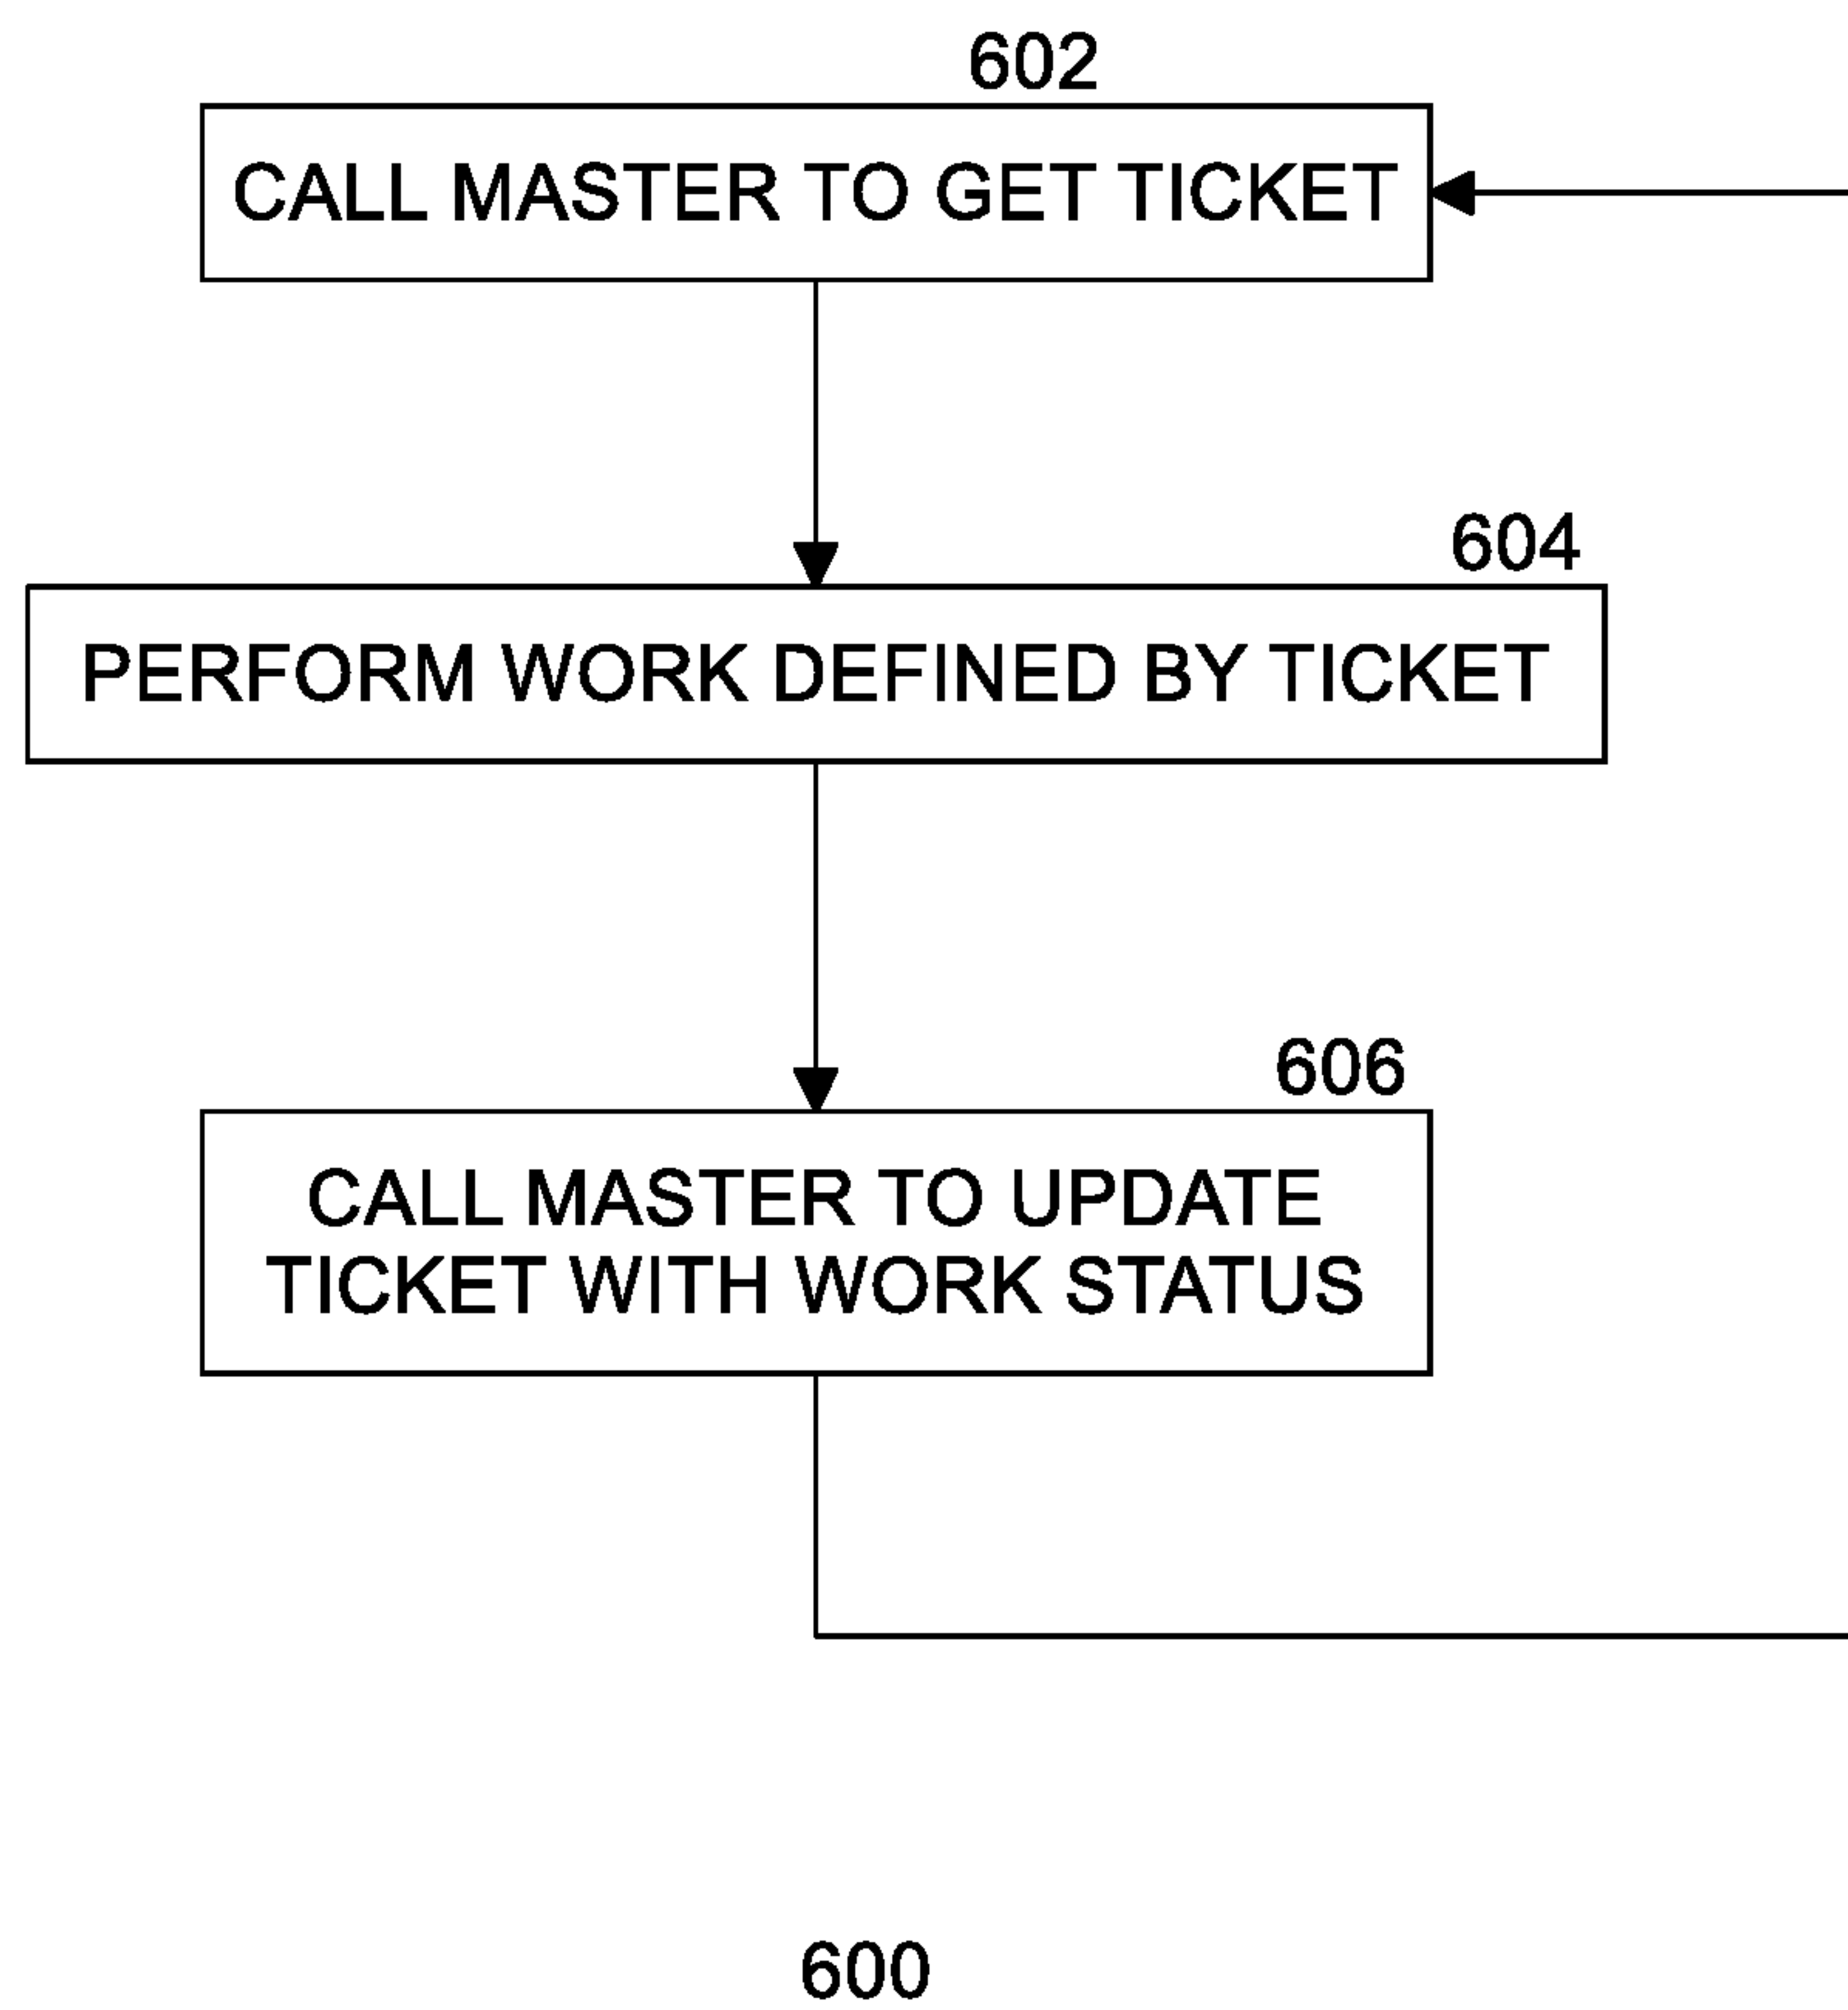 602
CALL MASTER TO GET TICKET
604
PERFORM WORK DEFINED BY TICKET
606
CALL MASTER TO UPDATE
TICKET WITH WORK STATUS
600